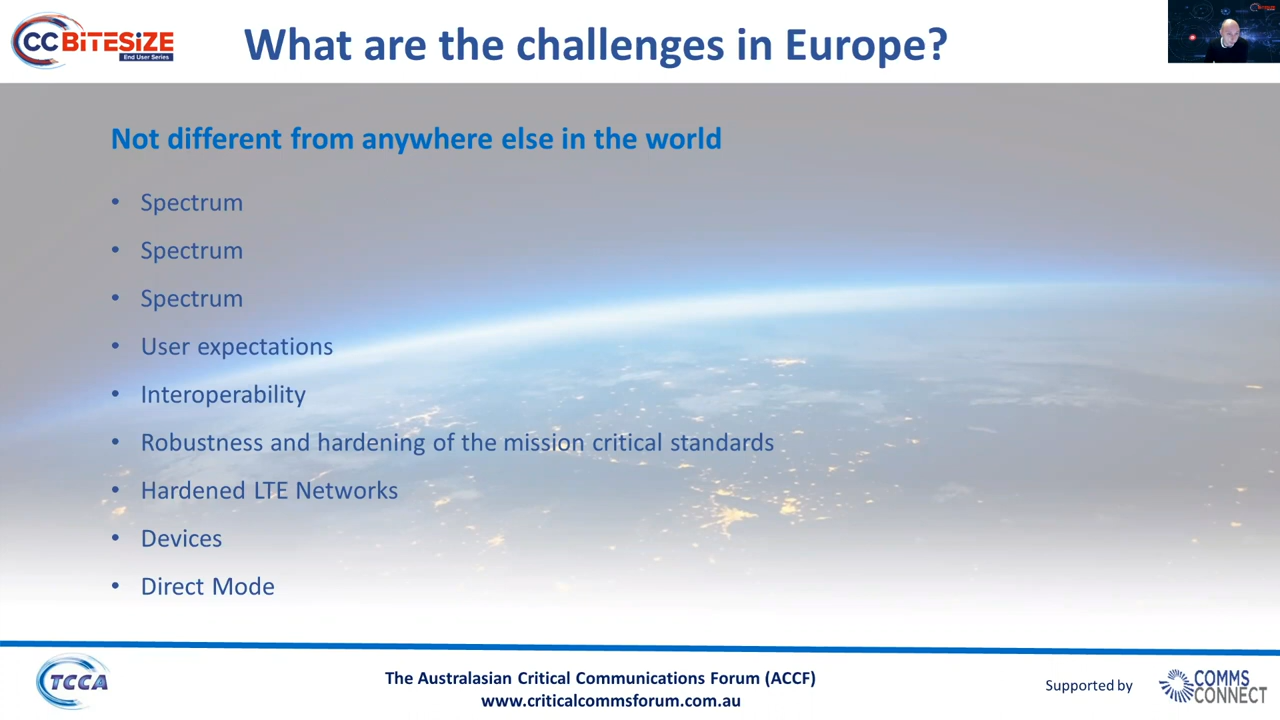 CCBiTESiZE
End User Series
What are the challenges in Europe?
Not different from anywhere else in the world
• Spectrum
• Spectrum
• Spectrum
• User expectations
• Interoperability
• Robustness and hardening of the mission critical standards
• Hardened LTE Networks
• Devices
• Direct Mode
TCCA
The Australasian Critical Communications Forum (ACCF)
www.criticalcommsforum.com.au
Supported by
COMMS
CONNECT